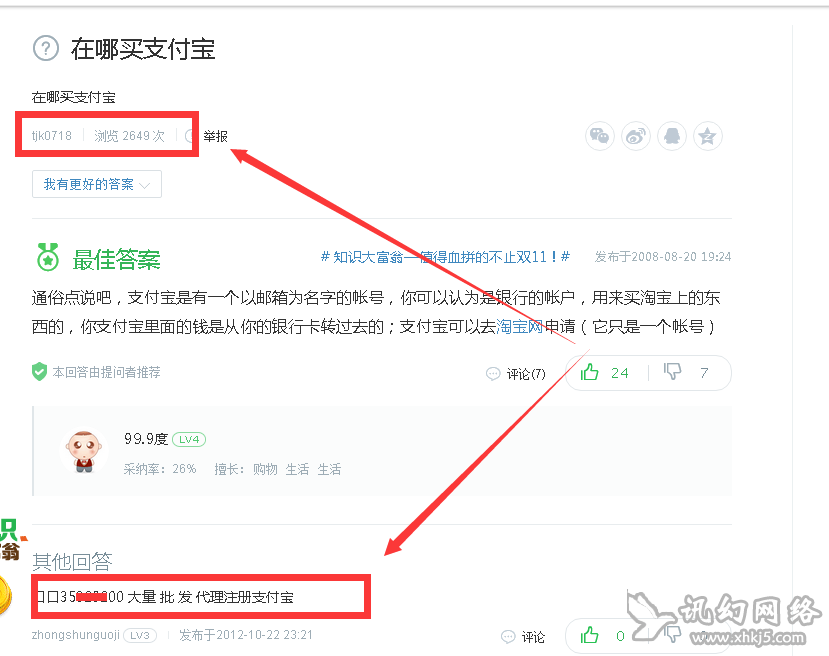 在哪买支付宝
在哪买支付宝
tjk0718 浏览 2649 次 举报
我有更好的答案
最佳答案 # 知识大富翁—值得血拼的不止双11！# 发布于2008-08-20 19:24
通俗点说吧，支付宝是有一个以邮箱为名字的帐号，你可以认为是银行的帐户，用来买淘宝上的东
西的，你支付宝里面的钱是从你的银行卡转过去的；支付宝可以去淘宝网申请（它只是一个帐号）
本回答由提问者推荐 评论(7) 24 7
99.9度 LV4
采纳率：26% 擅长： 购物 生活 生活
识
翁
其他回答
口口35 00 大量 批 发 代理注册支付宝
zhongshunguoji LV3 发布于2012-10-22 23:21 评论 0
讯幻网络
www.xhkj5.com